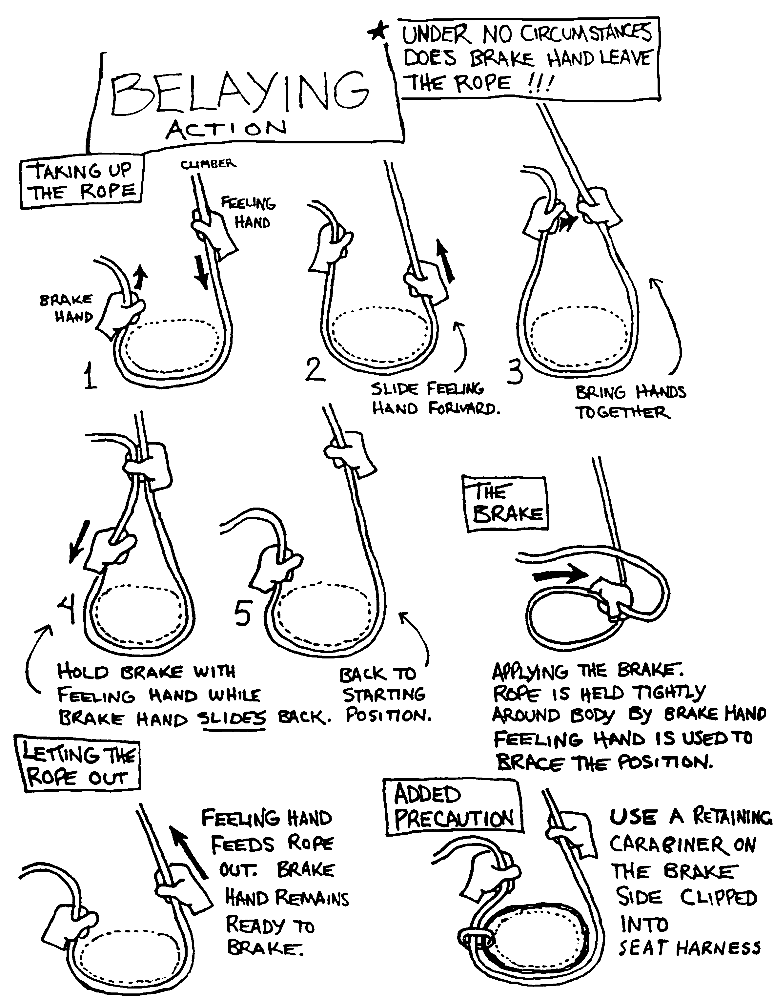 ★ UNDER NO CIRCUMSTANCES
DOES BRAKE HAND LEAVE
THE ROPE !!!
BELAYING
ACTION
TAKING UP
THE ROPE
CLIMBER
FEELING
HAND
BRAKE
HAND
1
2
SLIDE FEELING
HAND FORWARD.
3
BRING HANDS
TOGETHER
4
HOLD BRAKE WITH
FEELING HAND WHILE
BRAKE HAND SLIDES BACK.
5
BACK TO
STARTING
POSITION.
THE
BRAKE
APPLYING THE BRAKE.
ROPE IS HELD TIGHTLY
AROUND BODY BY BRAKE HAND
FEELING HAND IS USED TO
BRACE THE POSITION.
LETTING THE
ROPE OUT
FEELING HAND
FEEDS ROPE
OUT. BRAKE
HAND REMAINS
READY TO
BRAKE.
ADDED
PRECAUTION
USE A RETAINING
CARABINER ON
THE BRAKE
SIDE CLIPPED
INTO
SEAT HARNESS